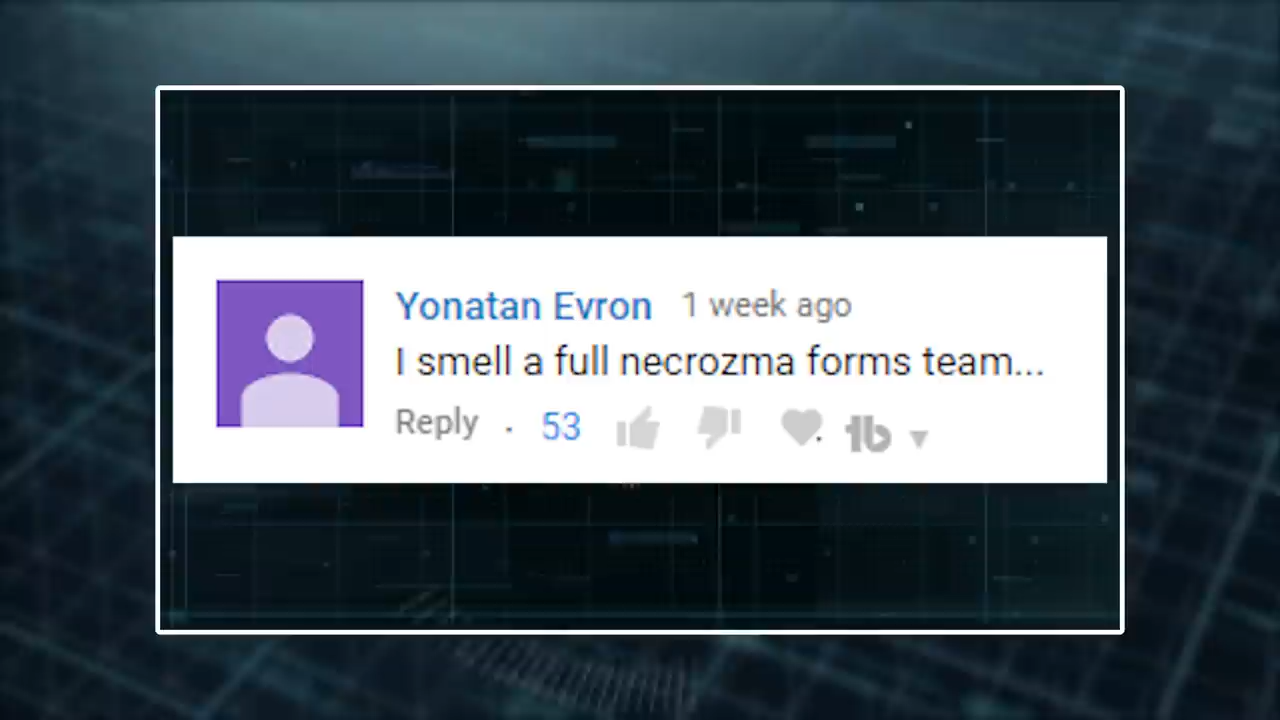 Yonatan Evron 1 week ago
I smell a full necrozma forms team...
Reply · 53